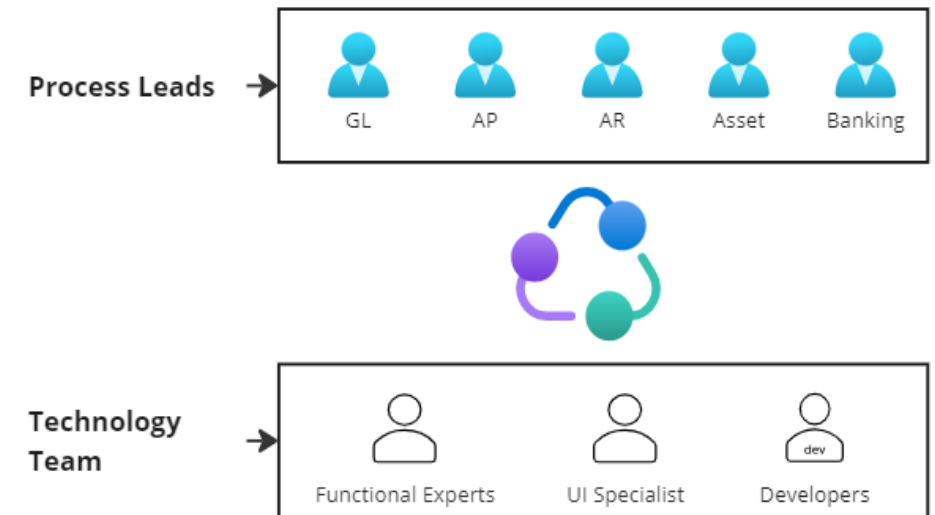 Process Leads
GL
AP
AR
Asset
Banking
Technology
Team
dev
Functional Experts
UI Specialist
Developers